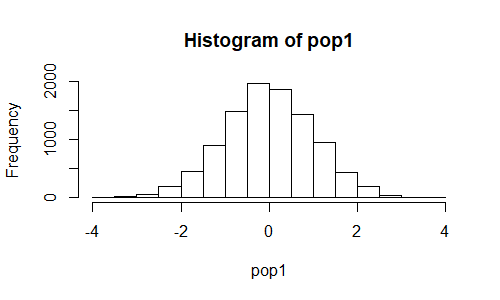 Histogram of pop1
Frequency
2000
1000
0
-4 -2 0 2 4
pop1